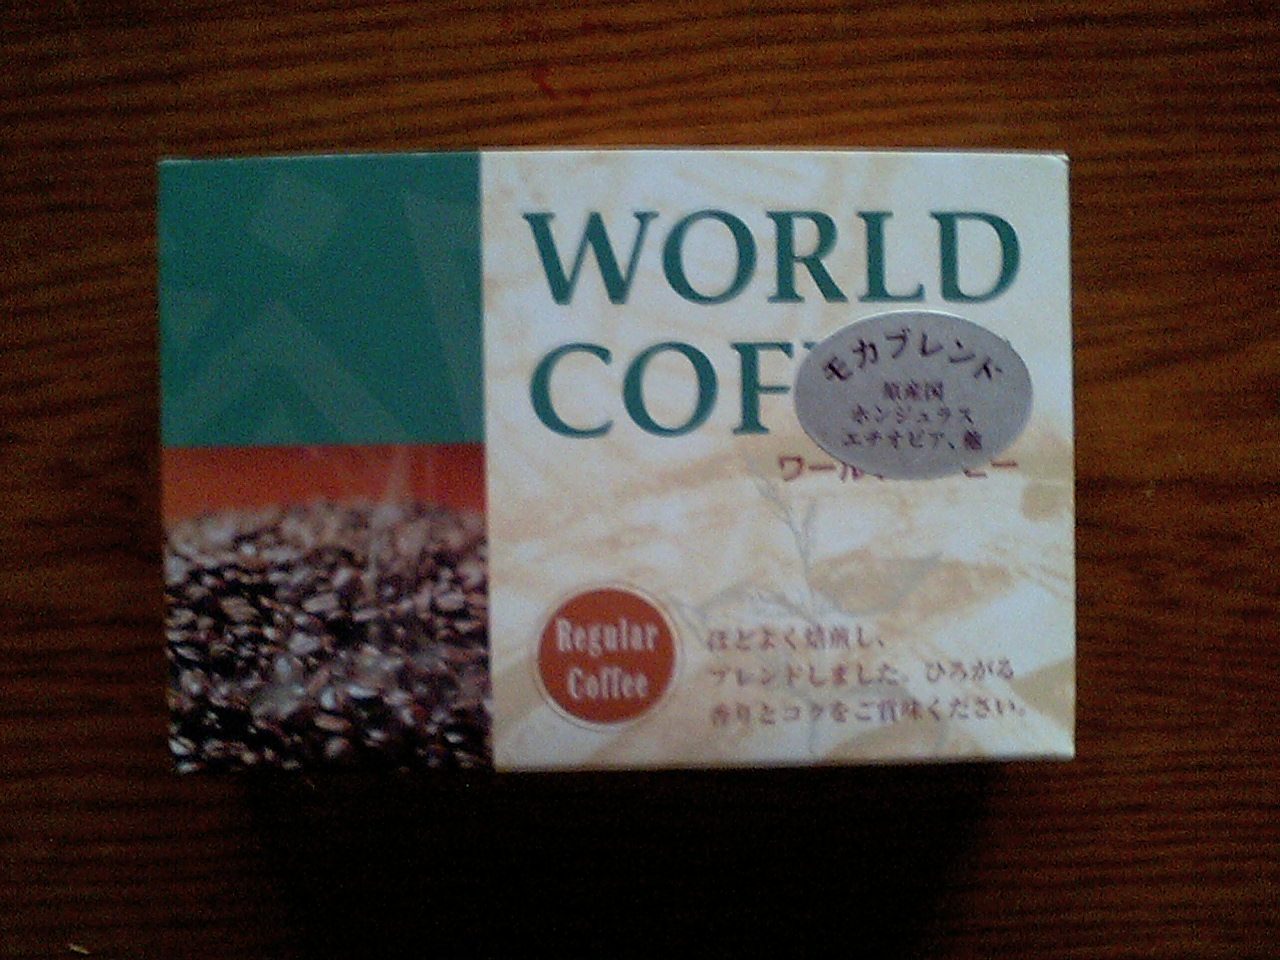 WORLD
COF
モカブレンド
原産国
ホンジュラス
エチオピア、他
ワール ー
Regular
Coffee
ほどよく焙煎し、
ブレンドしました。ひろがる
香りとコクをご賞味ください。